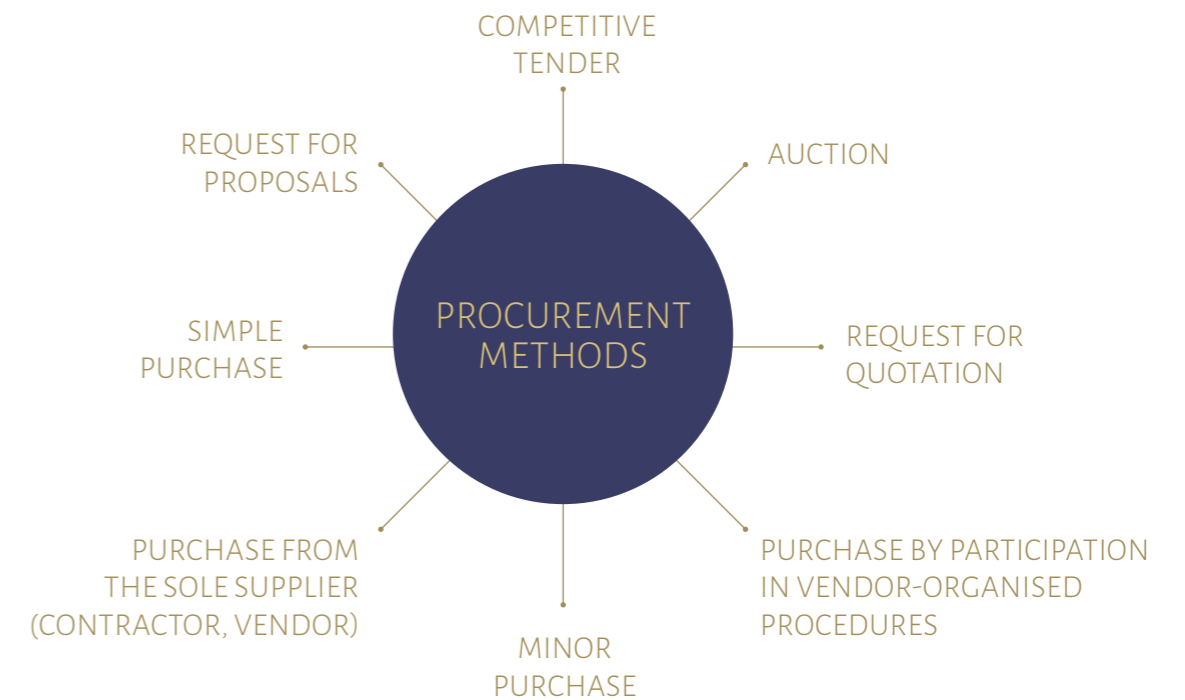 COMPETITIVE
TENDER
REQUEST FOR
PROPOSALS
AUCTION
PROCUREMENT
METHODS
SIMPLE
PURCHASE
REQUEST FOR
QUOTATION
PURCHASE FROM
THE SOLE SUPPLIER
(CONTRACTOR, VENDOR)
PURCHASE BY PARTICIPATION
IN VENDOR-ORGANISED
PROCEDURES
MINOR
PURCHASE